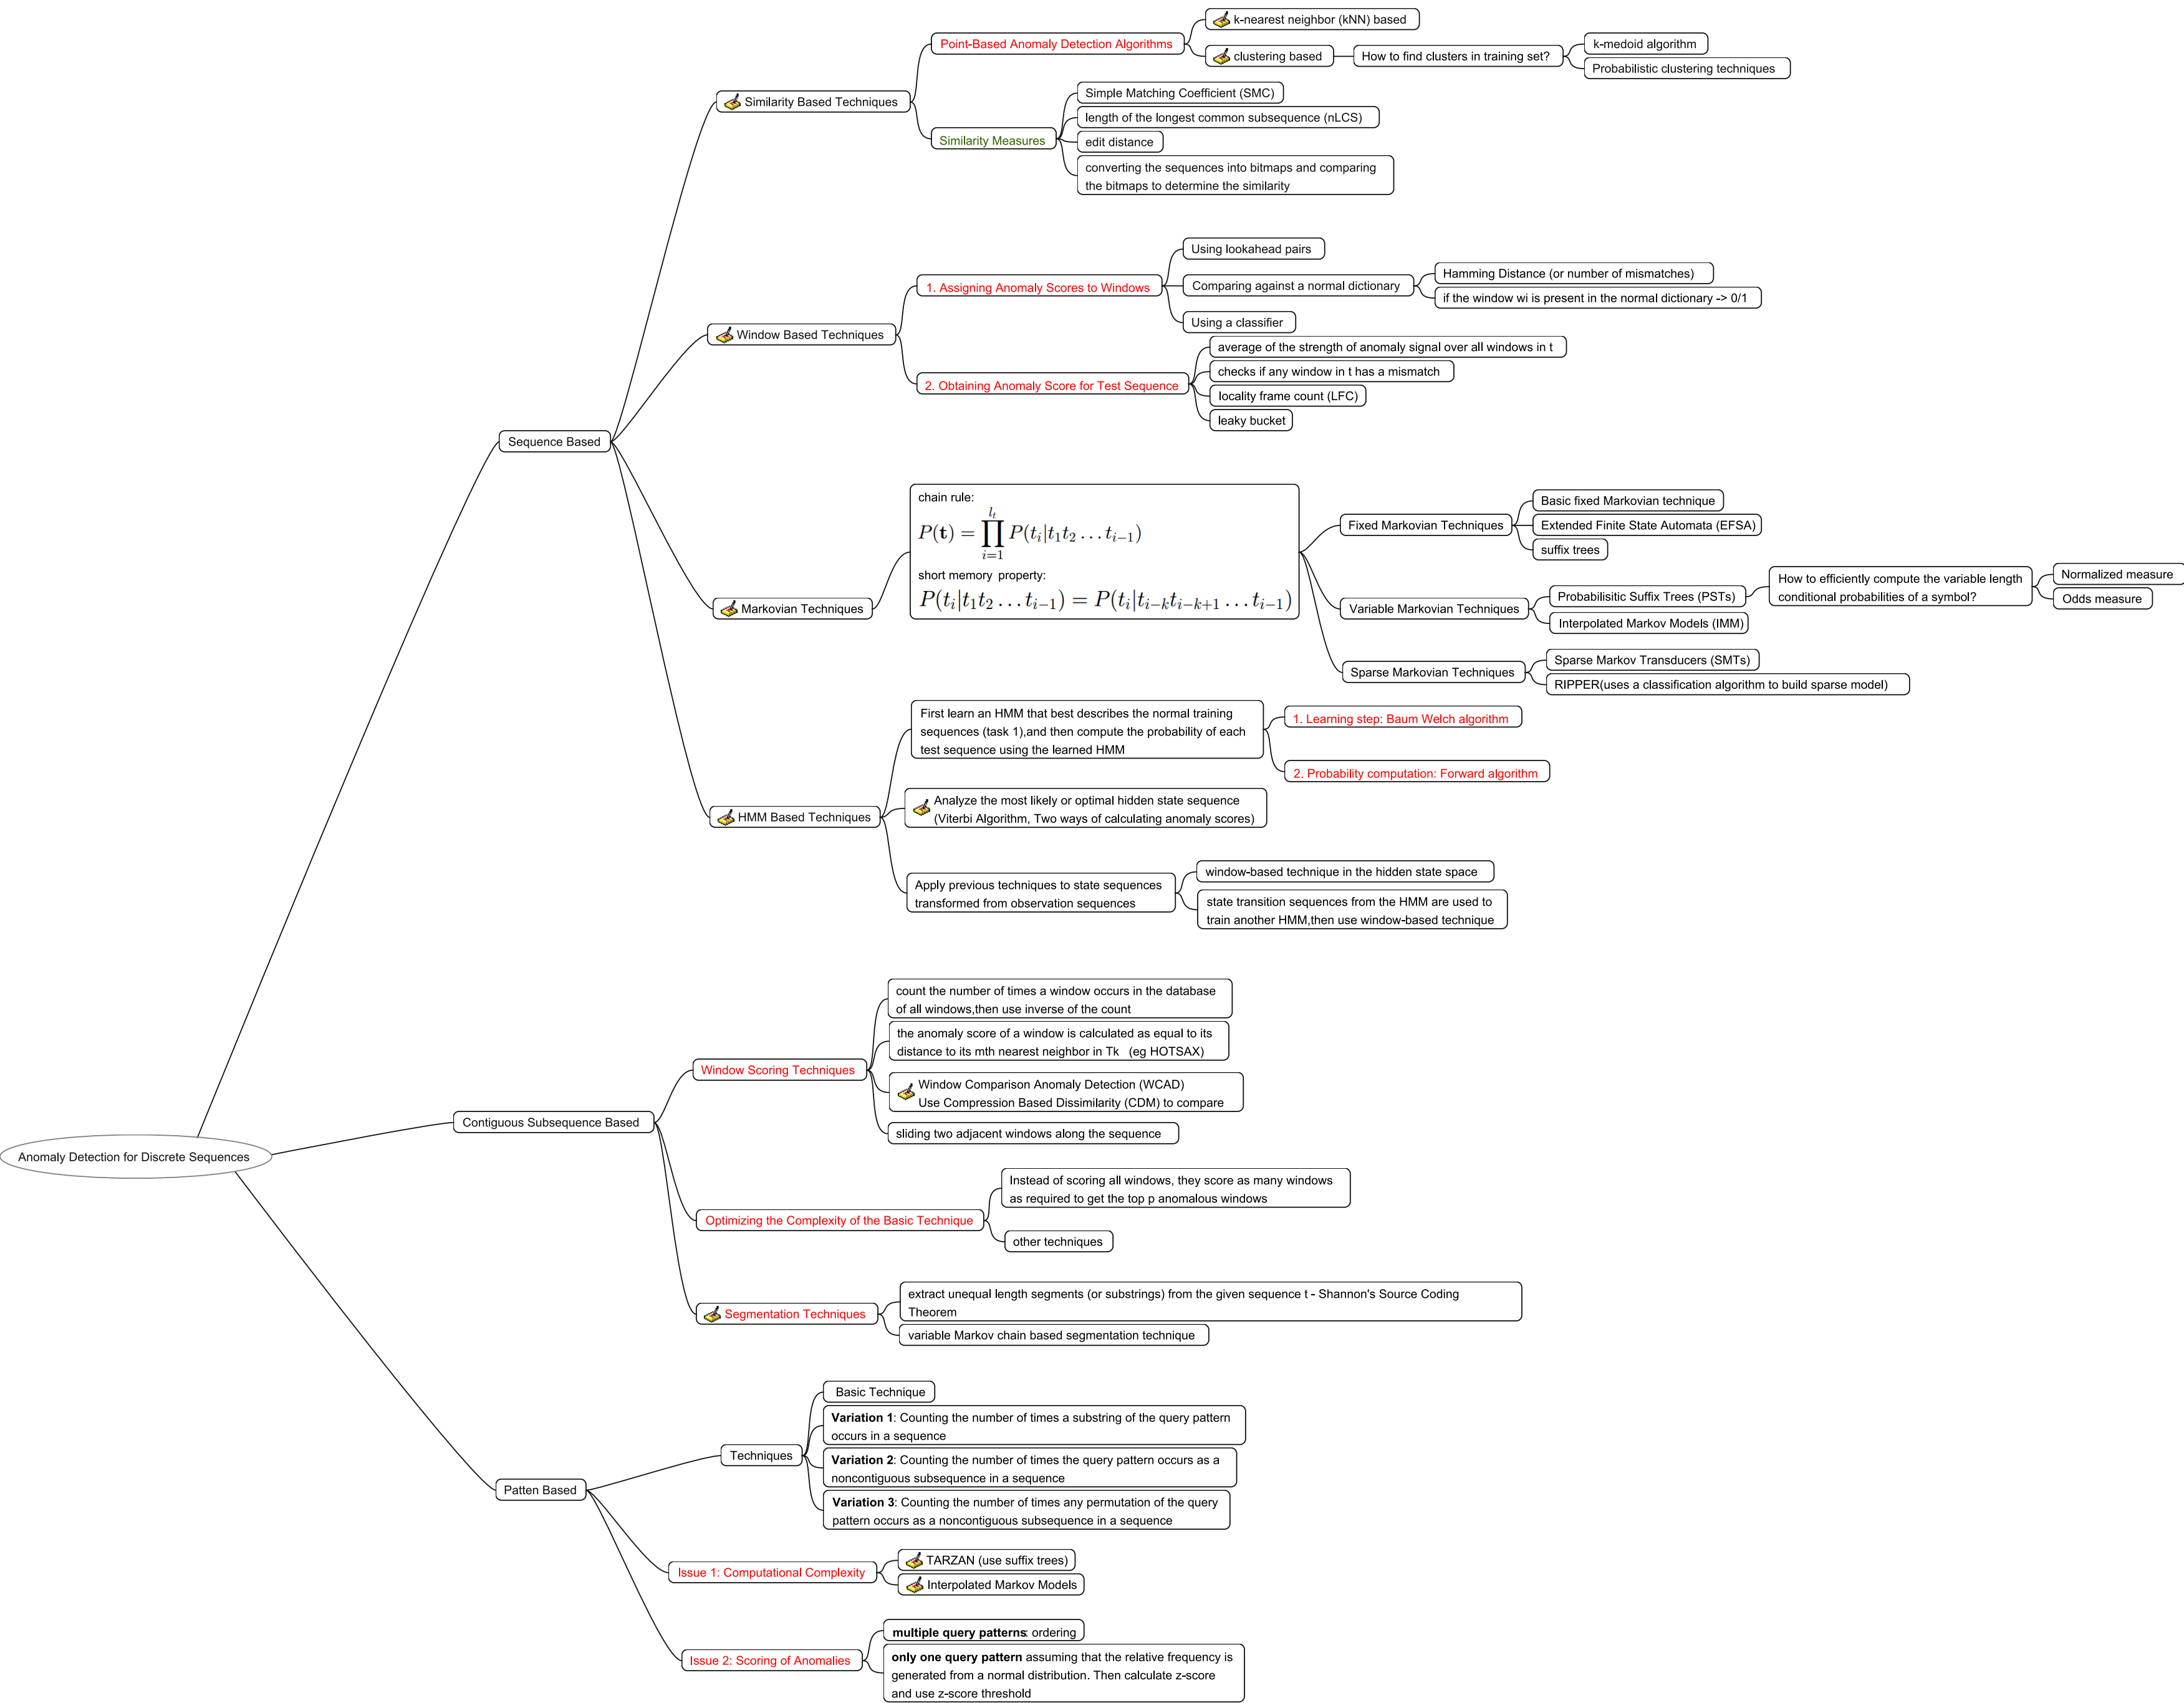 Anomaly Detection for Discrete Sequences
Sequence Based
Similarity Based Techniques
Point-Based Anomaly Detection Algorithms
k-nearest neighbor (kNN) based
clustering based
How to find clusters in training set?
k-medoid algorithm
Probabilistic clustering techniques
Similarity Measures
Simple Matching Coefficient (SMC)
length of the longest common subsequence (nLCS)
edit distance
converting the sequences into bitmaps and comparing
the bitmaps to determine the similarity
Window Based Techniques
1. Assigning Anomaly Scores to Windows
Using lookahead pairs
Comparing against a normal dictionary
Hamming Distance (or number of mismatches)
if the window wi is present in the normal dictionary -> 0/1
Using a classifier
2. Obtaining Anomaly Score for Test Sequence
average of the strength of anomaly signal over all windows in t
checks if any window in t has a mismatch
locality frame count (LFC)
leaky bucket
Markovian Techniques
chain rule:
P(t) = ∏_{i=1}^{l_t} P(t_i|t_1t_2 … t_{i−1})
short memory property:
P(t_i|t_1t_2 … t_{i−1}) = P(t_i|t_{i−k}t_{i−k+1} … t_{i−1})
Fixed Markovian Techniques
Basic fixed Markovian technique
Extended Finite State Automata (EFSA)
suffix trees
Variable Markovian Techniques
Probabilisitic Suffix Trees (PSTs)
How to efficiently compute the variable length
conditional probabilities of a symbol?
Normalized measure
Odds measure
Interpolated Markov Models (IMM)
Sparse Markovian Techniques
Sparse Markov Transducers (SMTs)
RIPPER(uses a classification algorithm to build sparse model)
HMM Based Techniques
First learn an HMM that best describes the normal training
sequences (task 1),and then compute the probability of each
test sequence using the learned HMM
1. Learning step: Baum Welch algorithm
2. Probability computation: Forward algorithm
Analyze the most likely or optimal hidden state sequence
(Viterbi Algorithm, Two ways of calculating anomaly scores)
Apply previous techniques to state sequences
transformed from observation sequences
window-based technique in the hidden state space
state transition sequences from the HMM are used to
train another HMM,then use window-based technique
Contiguous Subsequence Based
Window Scoring Techniques
count the number of times a window occurs in the database
of all windows,then use inverse of the count
the anomaly score of a window is calculated as equal to its
distance to its mth nearest neighbor in Tk (eg HOTSAX)
Window Comparison Anomaly Detection (WCAD)
Use Compression Based Dissimilarity (CDM) to compare
sliding two adjacent windows along the sequence
Optimizing the Complexity of the Basic Technique
Instead of scoring all windows, they score as many windows
as required to get the top p anomalous windows
other techniques
Segmentation Techniques
extract unequal length segments (or substrings) from the given sequence t - Shannon's Source Coding
Theorem
variable Markov chain based segmentation technique
Patten Based
Techniques
Basic Technique
Variation 1: Counting the number of times a substring of the query pattern
occurs in a sequence
Variation 2: Counting the number of times the query pattern occurs as a
noncontiguous subsequence in a sequence
Variation 3: Counting the number of times any permutation of the query
pattern occurs as a noncontiguous subsequence in a sequence
Issue 1: Computational Complexity
TARZAN (use suffix trees)
Interpolated Markov Models
Issue 2: Scoring of Anomalies
multiple query patterns: ordering
only one query pattern assuming that the relative frequency is
generated from a normal distribution. Then calculate z-score
and use z-score threshold